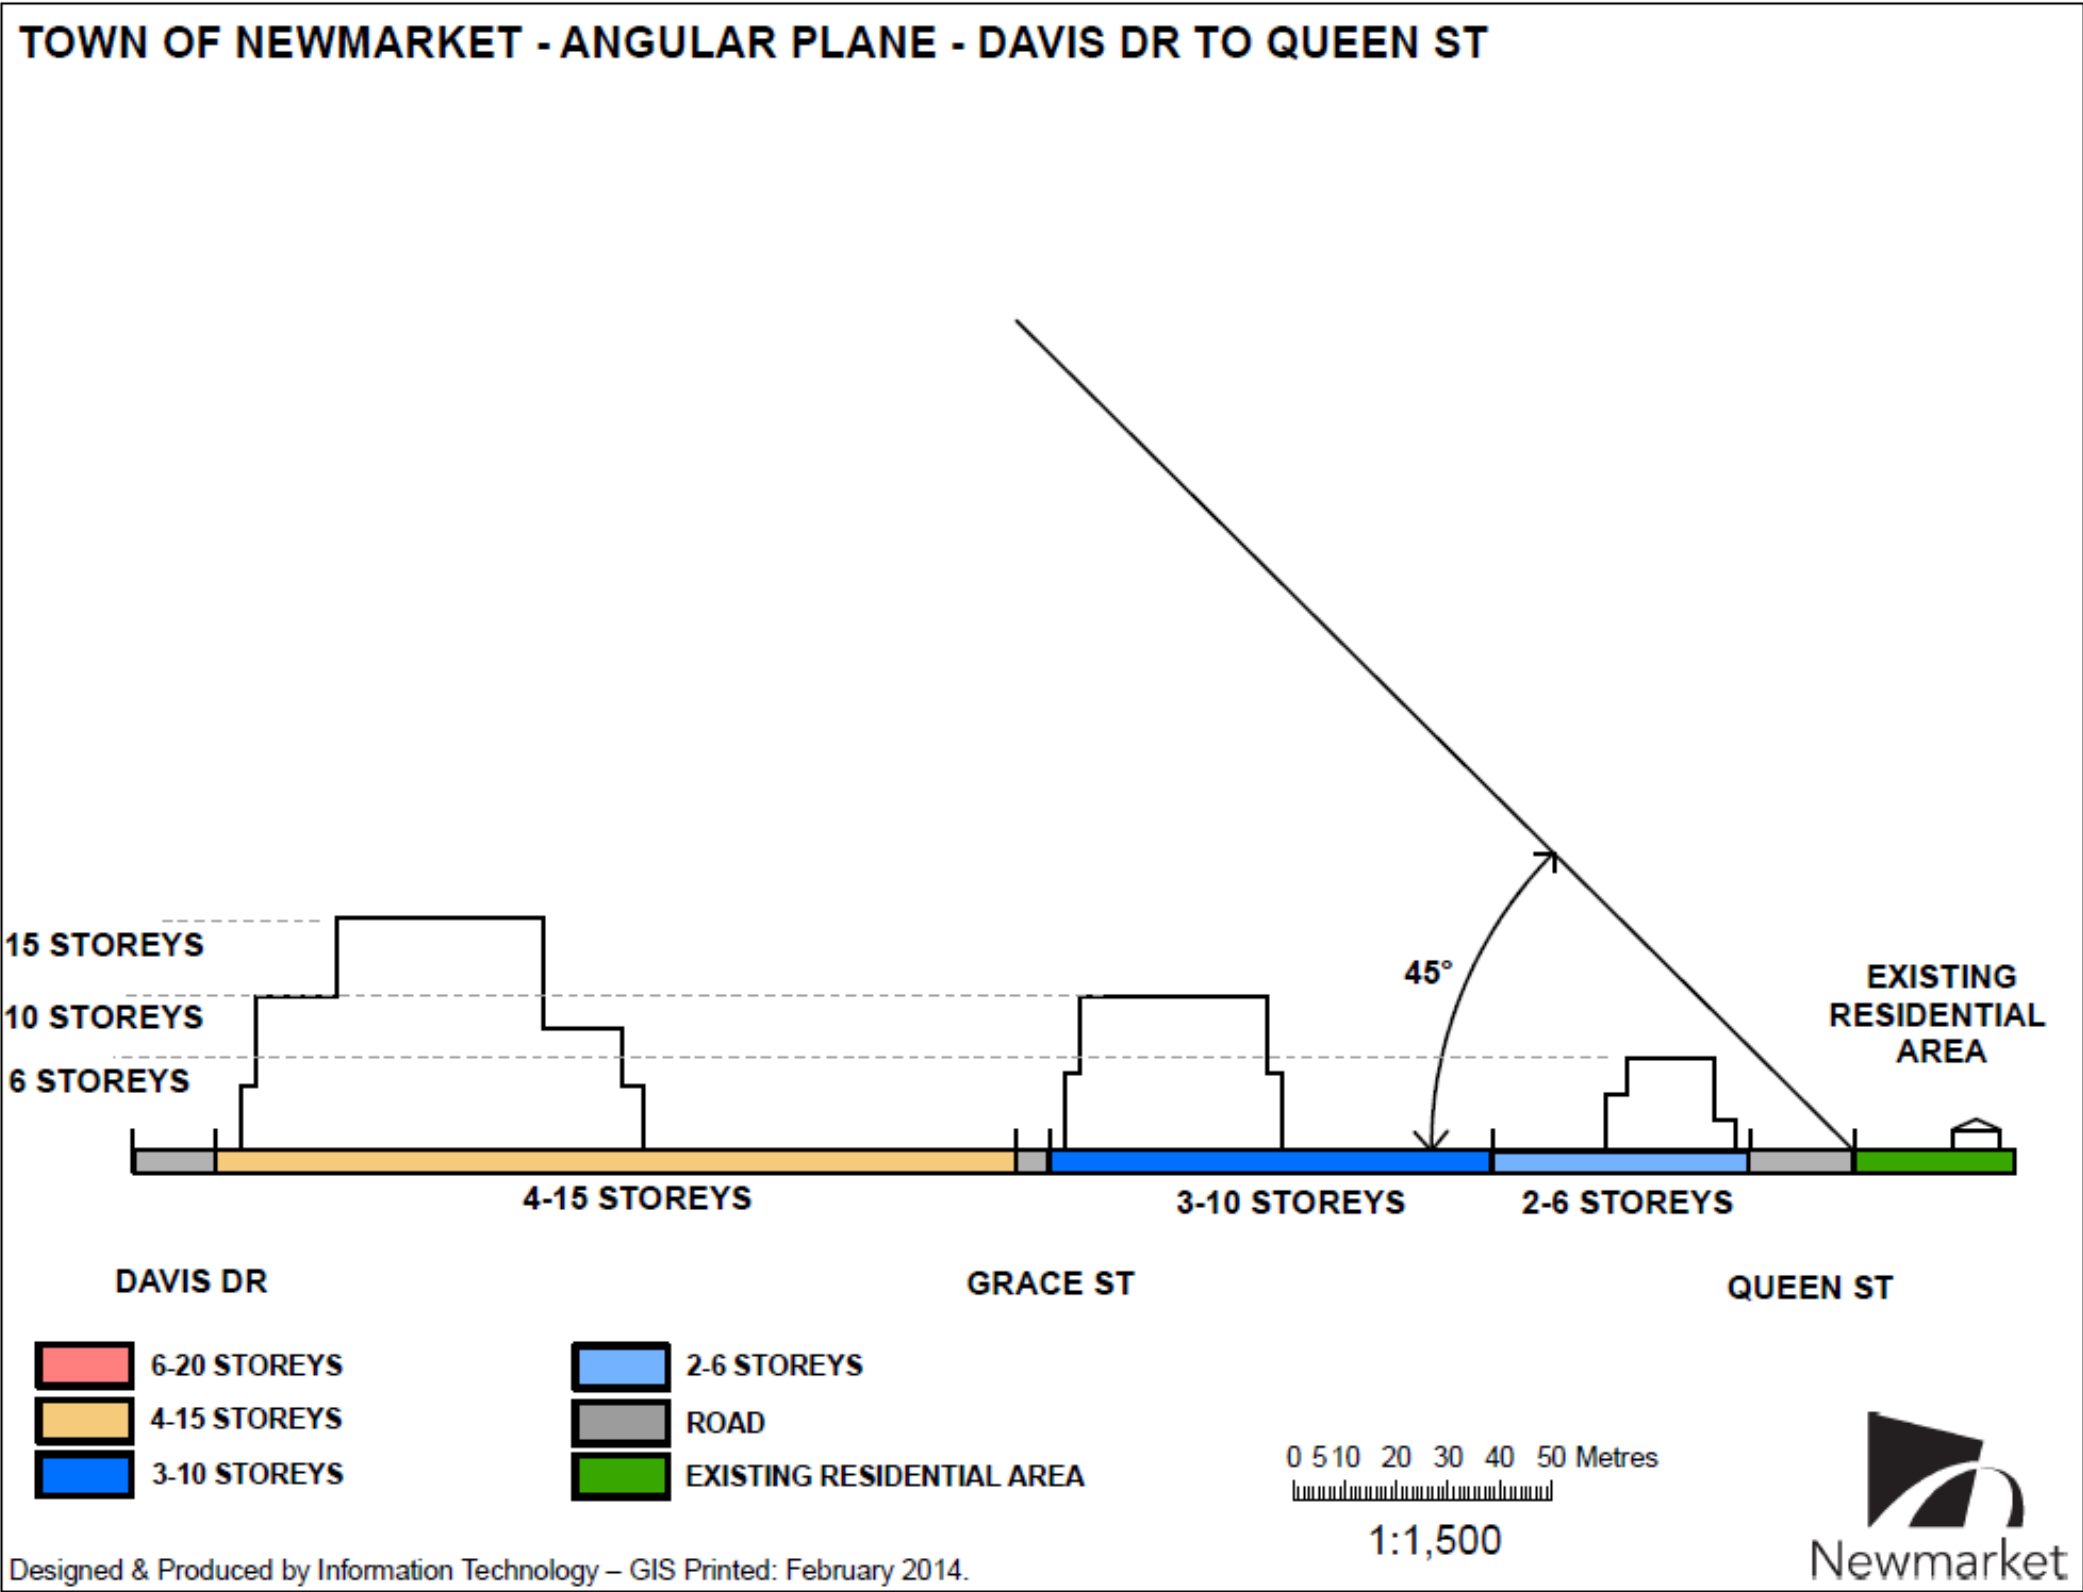 TOWN OF NEWMARKET - ANGULAR PLANE - DAVIS DR TO QUEEN ST
15 STOREYS
10 STOREYS
6 STOREYS
45°
EXISTING
RESIDENTIAL
AREA
4-15 STOREYS
3-10 STOREYS
2-6 STOREYS
DAVIS DR
GRACE ST
QUEEN ST
6-20 STOREYS
4-15 STOREYS
3-10 STOREYS
2-6 STOREYS
ROAD
EXISTING RESIDENTIAL AREA
0 5 10 20 30 40 50 Metres
1:1,500
Newmarket
Designed & Produced by Information Technology – GIS Printed: February 2014.